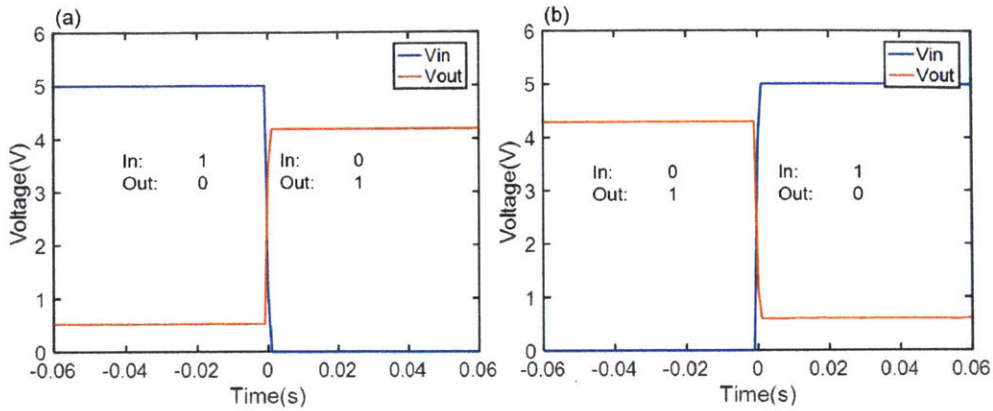 (a)
6
5
4
3
2
1
0
Voltage(V)
Vin
Vout
In: 1
Out: 0
In: 0
Out: 1
-0.06 -0.04 -0.02 0 0.02 0.04 0.06
Time(s)
(b)
6
5
4
3
2
1
0
Voltage(V)
Vin
Vout
In: 0
Out: 1
In: 1
Out: 0
-0.06 -0.04 -0.02 0 0.02 0.04 0.06
Time(s)